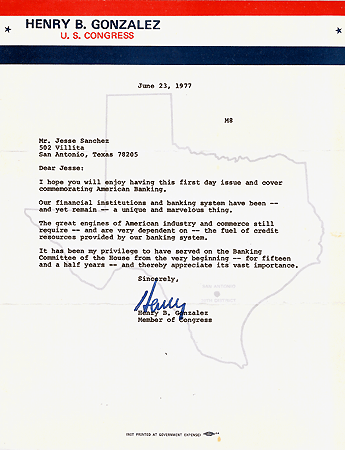 HENRY B. GONZALEZ
U. S. CONGRESS
June 23, 1977
M8
Mr. Jesse Sanchez
502 Villita
San Antonio, Texas 78205
Dear Jesse:
I hope you will enjoy having this first day issue and cover
commemorating American Banking.
Our financial institutions and banking system have been --
and yet remain -- a unique and marvelous thing.
The great engines of American industry and commerce still
require -- and are very dependent on -- the fuel of credit
resources provided by our banking system.
It has been my privilege to have served on the Banking
Committee of the House from the very beginning -- for fifteen
and a half years -- and thereby appreciate its vast importance.
Sincerely,
Henry
Henry B. Gonzalez
Member of Congress
(NOT PRINTED AT GOVERNMENT EXPENSE)